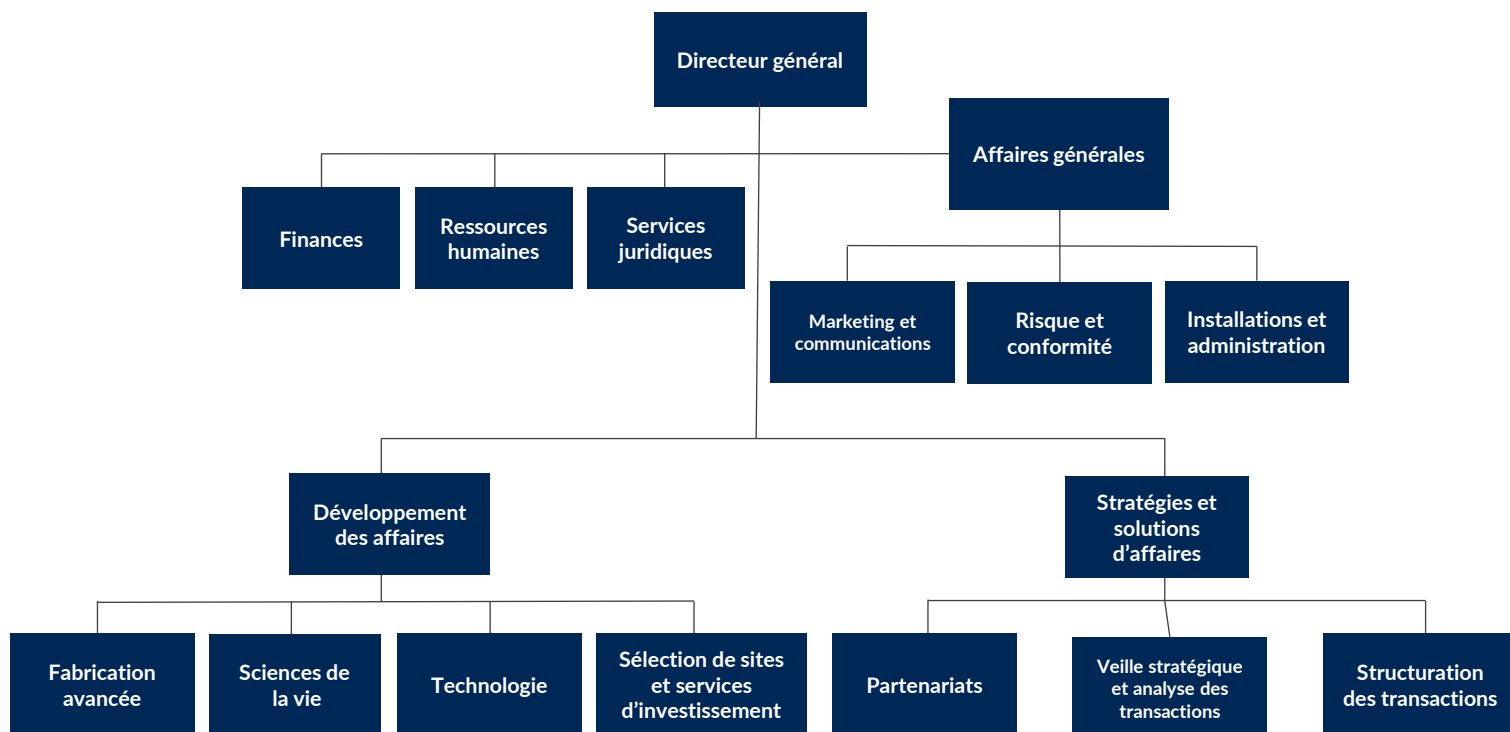 Directeur général
Affaires générales
Finances
Ressources
humaines
Services
juridiques
Marketing et
communications
Risque et
conformité
Installations et
administration
Développement
des affaires
Stratégies et
solutions
d’affaires
Fabrication
avancée
Sciences de
la vie
Technologie
Sélection de sites
et services
d’investissement
Partenariats
Veille stratégique
et analyse des
transactions
Structuration
des transactions